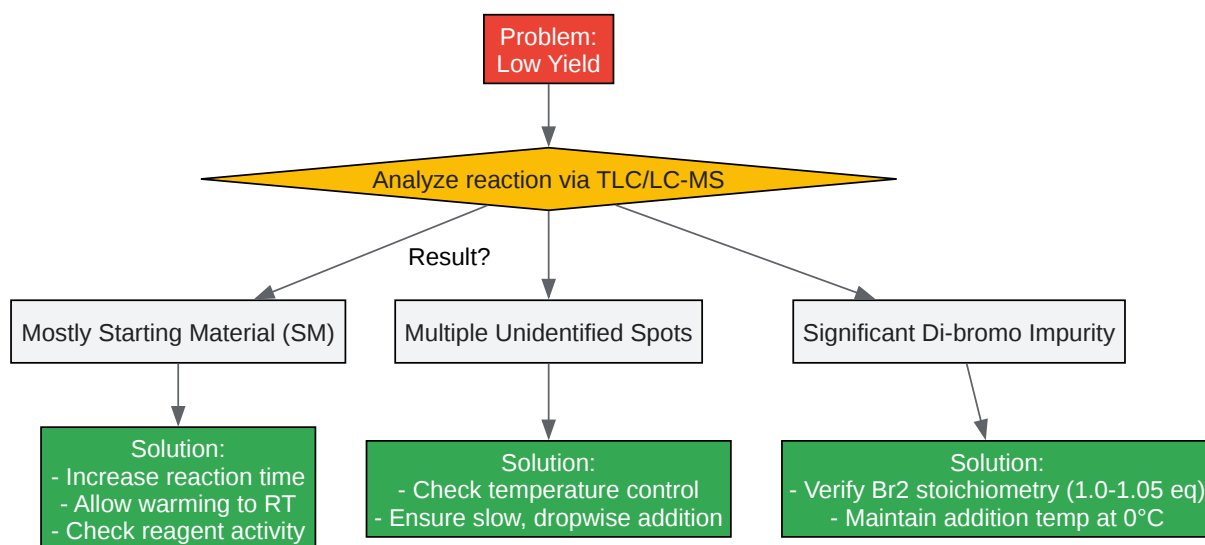 Problem:
Low Yield
Analyze reaction via TLC/LC-MS
Result?
Mostly Starting Material (SM)
Multiple Unidentified Spots
Significant Di-bromo Impurity
Solution:
- Increase reaction time
- Allow warming to RT
- Check reagent activity
Solution:
- Check temperature control
- Ensure slow, dropwise addition
Solution:
- Verify Br2 stoichiometry (1.0-1.05 eq)
- Maintain addition temp at 0°C